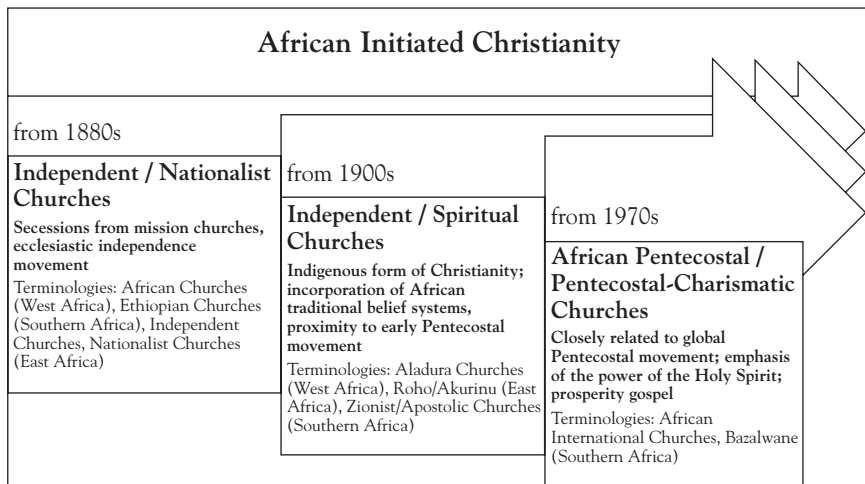 African Initiated Christianity
from 1880s
Independent / Nationalist
Churches
Secessions from mission churches,
ecclesiastic independence
movement
Terminologies: African Churches
(West Africa), Ethiopian Churches
(Southern Africa), Independent
Churches, Nationalist Churches
(East Africa)
from 1900s
Independent / Spiritual
Churches
Indigenous form of Christianity;
incorporation of African
traditional belief systems,
proximity to early Pentecostal
movement
Terminologies: Aladura Churches
(West Africa), Roho/Akurinu (East
Africa), Zionist/Apostolic Churches
(Southern Africa)
from 1970s
African Pentecostal /
Pentecostal-Charismatic
Churches
Closely related to global
Pentecostal movement; emphasis
of the power of the Holy Spirit;
prosperity gospel
Terminologies: African
International Churches, Bazalwane
(Southern Africa)